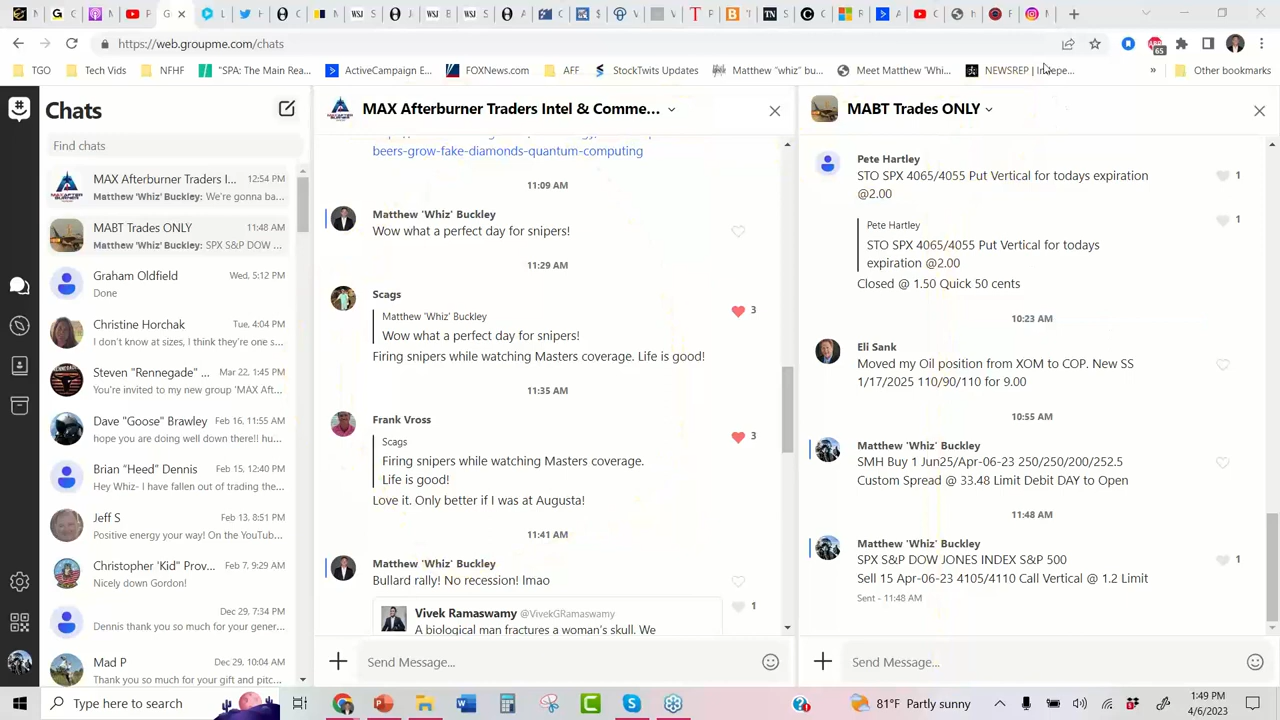 WSJ
WSJ
WSJ
https://web.groupme.com/chats
65
TGO
Tech Vids
NFHF
"SPA: The Main Rea...
ActiveCampaign E...
FOXNews.com
AFF
StockTwits Updates
Matthew "whiz" bu...
Meet Matthew 'Whi...
NEWSREP | Indepe...
»
Other bookmarks
Chats
Find chats
MAX Afterburner Traders I...
12:54 PM
Matthew 'Whiz' Buckley: We're gonna ba...
MABT Trades ONLY
11:48 AM
Matthew 'Whiz' Buckley: SPX S&P DOW ...
Graham Oldfield
Wed, 5:12 PM
Done
Christine Horchak
Tue, 4:04 PM
I don't know at sizes, I think they're one s...
Steven "Rennegade" ...
Mar 22, 1:45 PM
You're invited to my new group 'MAX Afte...
Dave "Goose" Brawley
Feb 16, 11:55 AM
hope you are doing well down there!! hu...
Brian "Heed" Dennis
Feb 15, 12:40 PM
Hey Whiz- I have fallen out of trading the...
Jeff S
Feb 13, 8:51 PM
Positive energy your way! On the YouTub...
Christopher 'Kid" Prov...
Feb 7, 9:29 AM
Nicely down Gordon!
Dec 29, 7:34 PM
Dennis thank you so much for your gener...
Mad P
Dec 29, 10:04 AM
Thank you so much for your gift and pitc...
MAX Afterburner Traders Intel & Comme...
beers-grow-fake-diamonds-quantum-computing
11:09 AM
Matthew 'Whiz' Buckley
Wow what a perfect day for snipers!
11:29 AM
Scags
Matthew 'Whiz' Buckley
Wow what a perfect day for snipers!
Firing snipers while watching Masters coverage. Life is good!
3
11:35 AM
Frank Vross
Scags
Firing snipers while watching Masters coverage.
Life is good!
Love it. Only better if I was at Augusta!
3
11:41 AM
Matthew 'Whiz' Buckley
Bullard rally! No recession! lmao
Vivek Ramaswamy @VivekGRamaswamy
A biological man fractures a woman's skull. We
1
Send Message...
MABT Trades ONLY
Pete Hartley
STO SPX 4065/4055 Put Vertical for todays expiration
@2.00
1
Pete Hartley
STO SPX 4065/4055 Put Vertical for todays
expiration @2.00
Closed @ 1.50 Quick 50 cents
1
10:23 AM
Eli Sank
Moved my Oil position from XOM to COP. New SS
1/17/2025 110/90/110 for 9.00
10:55 AM
Matthew 'Whiz' Buckley
SMH Buy 1 Jun25/Apr-06-23 250/250/200/252.5
Custom Spread @ 33.48 Limit Debit DAY to Open
11:48 AM
Matthew 'Whiz' Buckley
SPX S&P DOW JONES INDEX S&P 500
Sell 15 Apr-06-23 4105/4110 Call Vertical @ 1.2 Limit
Sent - 11:48 AM
1
Send Message...
Type here to search
81°F Partly sunny
1:49 PM
4/6/2023